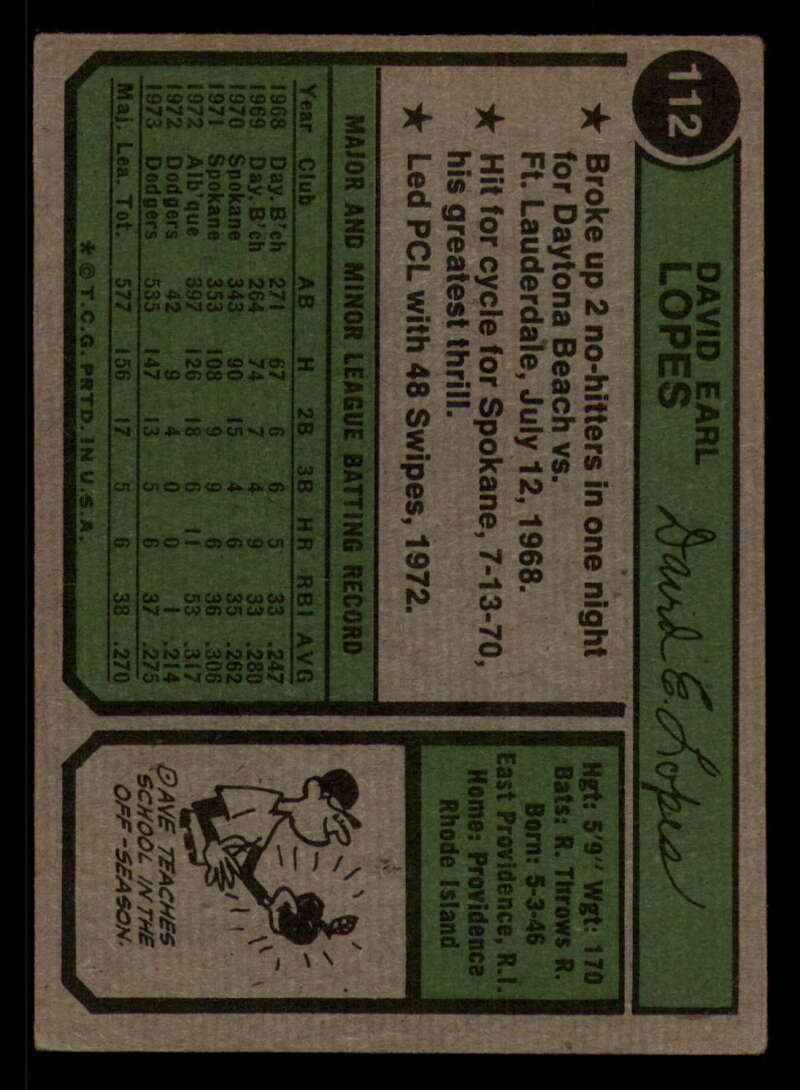 112
DAVID EARL
LOPES
David E. Lopes
★ Broke up 2 no-hitters in one night
for Daytona Beach vs.
Ft. Lauderdale, July 12, 1968.
★ Hit for cycle for Spokane, 7-13-70,
his greatest thrill.
★ Led PCL with 48 Swipes, 1972.
MAJOR AND MINOR LEAGUE BATTING RECORD
Year Club AB H 2B 3B HR RBI AVG
1968 Day. B'ch 271 67 6 6 5 33 .247
1969 Day. B'ch 264 74 7 4 9 33 .280
1970 Spokane 343 90 15 4 6 35 .262
1971 Spokane 353 108 9 9 6 36 .306
1972 Alb'que 397 126 18 6 11 53 .317
1972 Dodgers 42 9 4 0 0 1 .214
1973 Dodgers 535 147 13 5 6 37 .275
Maj. Lea. Tot. 577 156 17 5 6 38 .270
* © T.C.G. PRTD. IN U.S.A.
Hgt: 5'9" Wgt: 170
Bats: R. Throws R.
Born: 5-3-46
East Providence, R.I.
Home: Providence
Rhode Island
DAVE TEACHES
SCHOOL IN THE
OFF-SEASON.